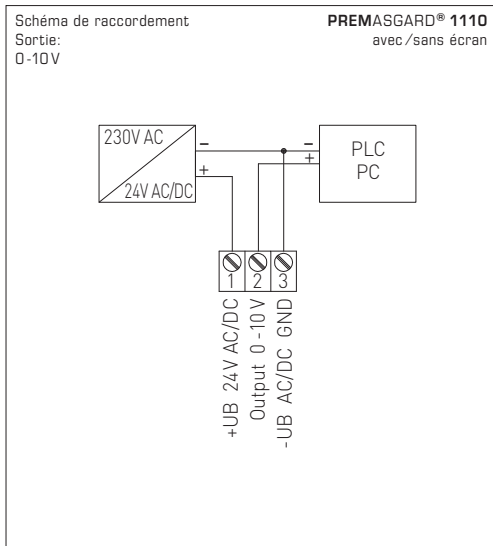 Schéma de raccordement
Sortie:
0-10 V
PREMASGARD® 1110
avec/sans écran
230V AC
24V AC/DC
−
+
−
+
PLC
PC
1 2 3
+UB 24V AC/DC
Output 0-10 V
-UB AC/DC GND